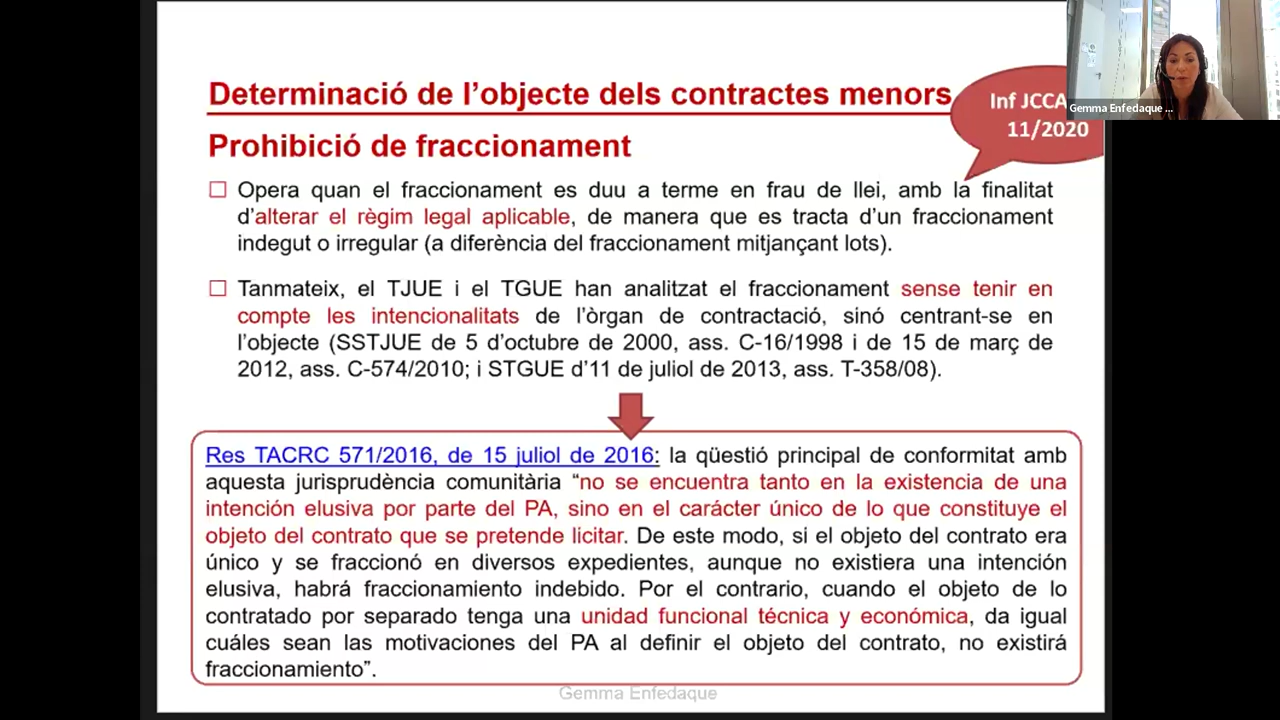 Determinació de l’objecte dels contractes menors
Inf JCCA
11/2020
Gemma Enfedaque ...
Prohibició de fraccionament
Opera quan el fraccionament es duu a terme en frau de llei, amb la finalitat
d’alterar el règim legal aplicable, de manera que es tracta d’un fraccionament
indegut o irregular (a diferència del fraccionament mitjançant lots).
Tanmateix, el TJUE i el TGUE han analitzat el fraccionament sense tenir en
compte les intencionalitats de l’òrgan de contractació, sinó centrant-se en
l’objecte (SSTJUE de 5 d’octubre de 2000, ass. C-16/1998 i de 15 de març de
2012, ass. C-574/2010; i STGUE d’11 de juliol de 2013, ass. T-358/08).
Res TACRC 571/2016, de 15 juliol de 2016: la qüestió principal de conformitat amb
aquesta jurisprudència comunitària “no se encuentra tanto en la existencia de una
intención elusiva por parte del PA, sino en el carácter único de lo que constituye el
objeto del contrato que se pretende licitar. De este modo, si el objeto del contrato era
único y se fraccionó en diversos expedientes, aunque no existiera una intención
elusiva, habrá fraccionamiento indebido. Por el contrario, cuando el objeto de lo
contratado por separado tenga una unidad funcional técnica y económica, da igual
cuáles sean las motivaciones del PA al definir el objeto del contrato, no existirá
fraccionamiento”.
Gemma Enfedaque